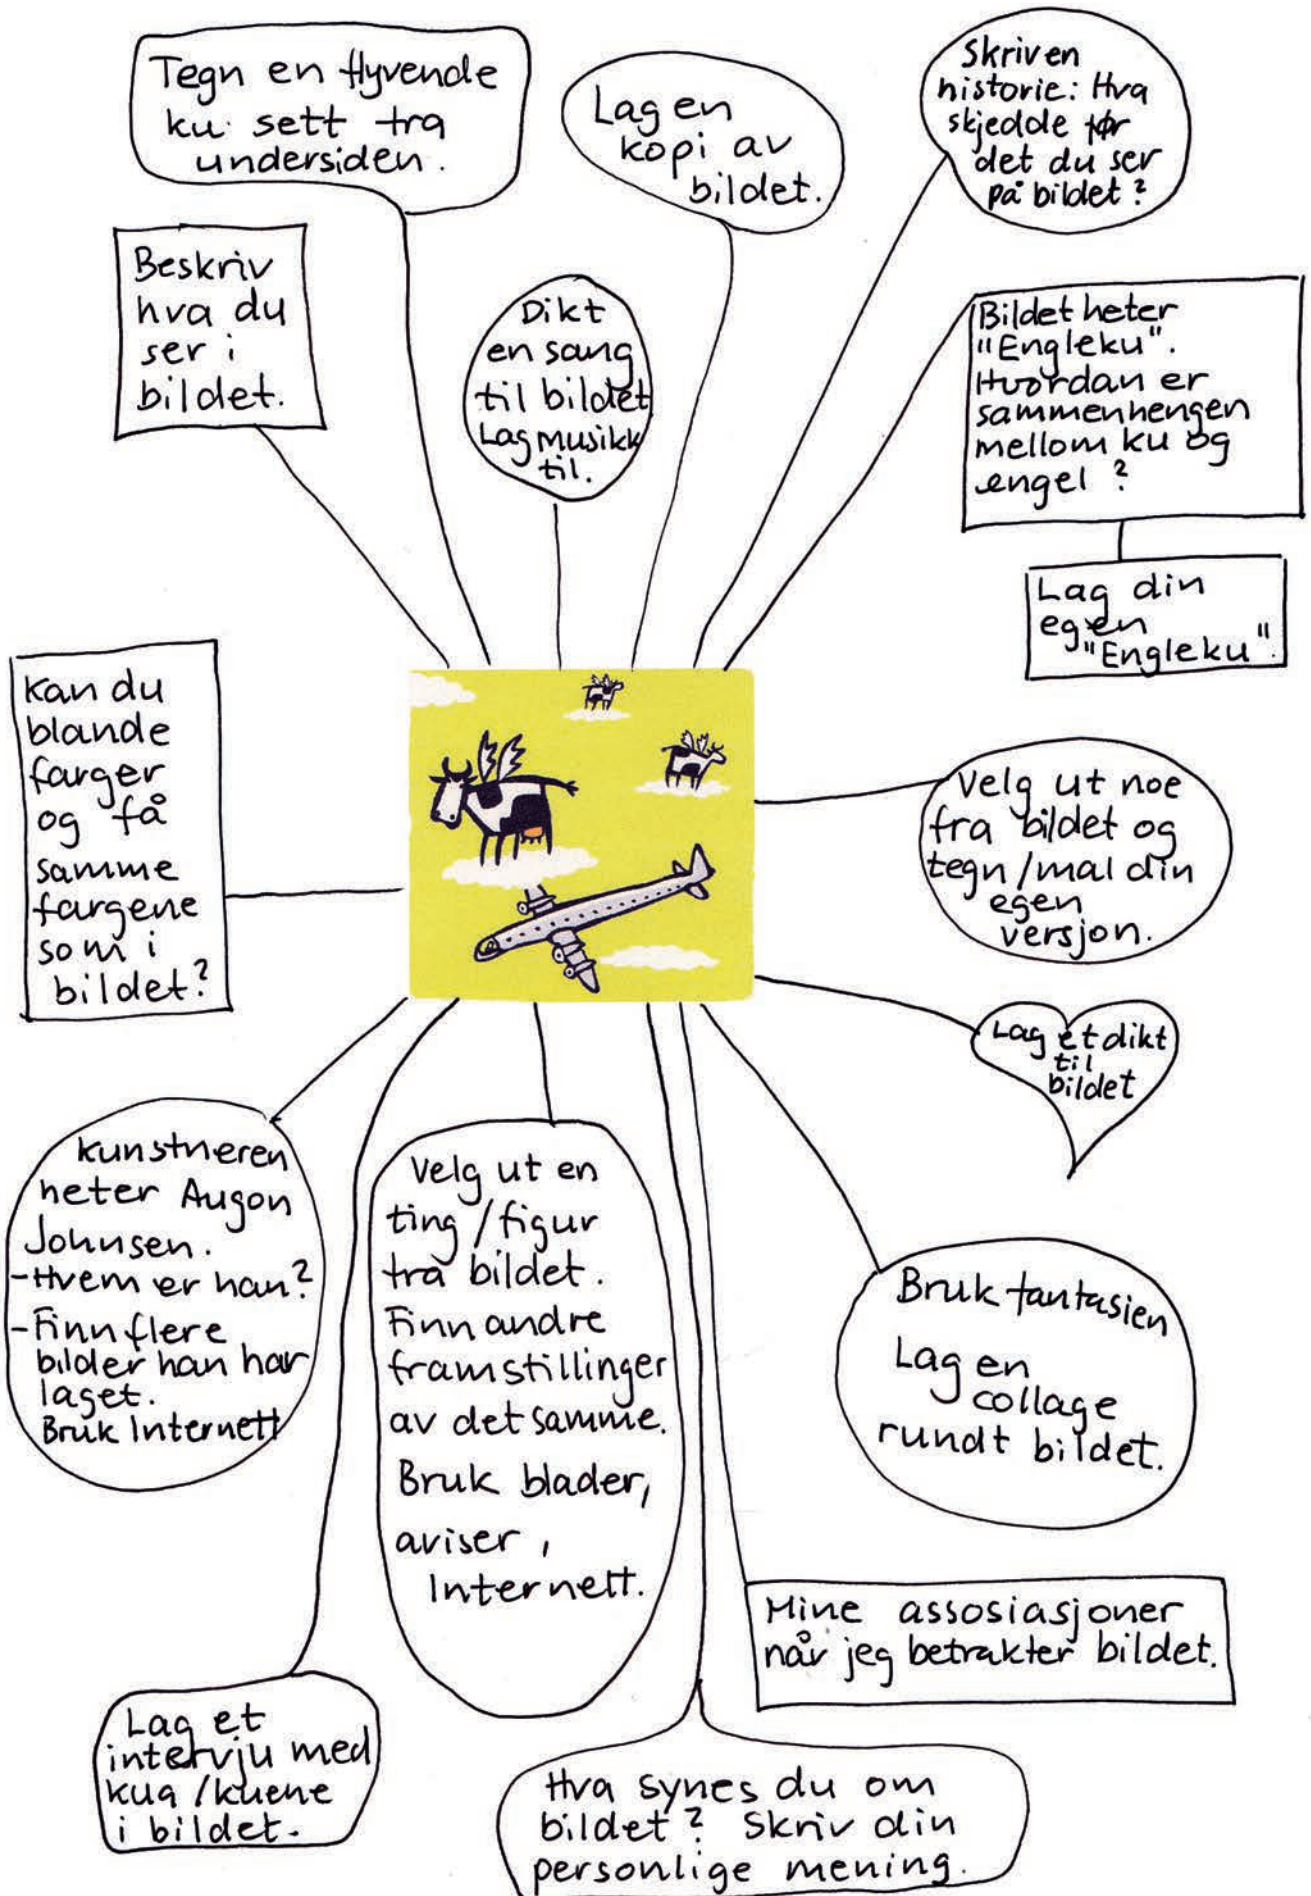 Tegn en flyvende
ku sett fra
undersiden.
Lag en
kopi av
bildet.
Skriv en
historie: Hva
skjedde før
det du ser
på bildet?
Beskriv
hva du
ser i
bildet.
Dikt
en sang
til bildet
Lag musikk
til.
Bildet heter
"Engleku".
Hvordan er
sammenhengen
mellom ku og
engel?
Lag din
egen
"Engleku".
Kan du
blande
farger
og få
samme
fargene
som i
bildet?
Velg ut noe
fra bildet og
tegn/mal din
egen
versjon.
Lag et dikt
til
bildet
Kunstneren
heter Augon
Johnsen.
-Hvem er han?
-Finn flere
bilder han har
laget.
Bruk Internett
Velg ut en
ting/figur
fra bildet.
Finn andre
framstillinger
av det samme.
Bruk blader,
aviser,
Internett.
Bruk fantasien
Lag en
collage
rundt bildet.
Mine assosiasjoner
når jeg betrakter bildet.
Lag et
intervju med
kua/kuene
i bildet.
Hva synes du om
bildet? Skriv din
personlige mening.